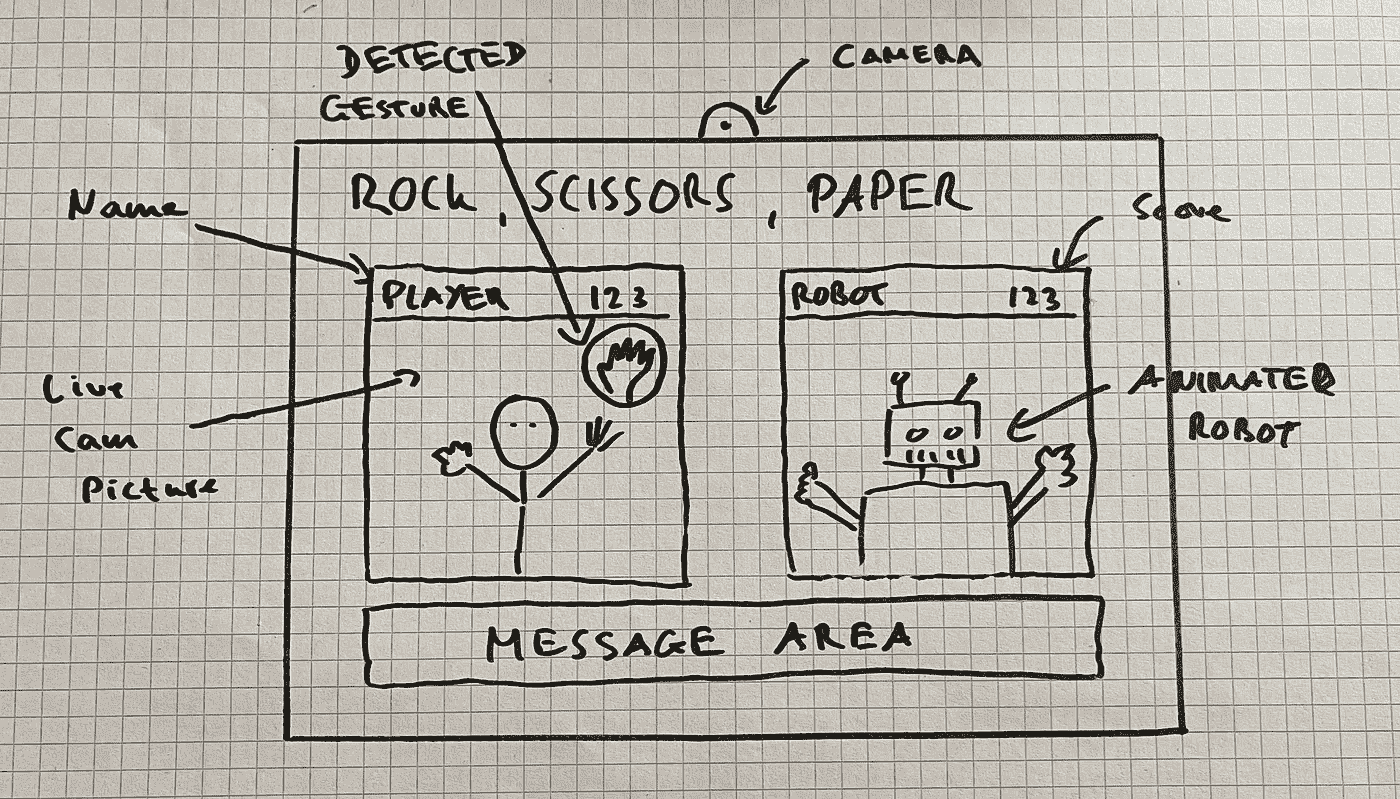 DETECTED
GESTURE
CAMERA
ROCK, SCISSORS, PAPER
Name
Score
PLAYER 123
ROBOT 123
Live
Cam
Picture
ANIMATED
ROBOT
MESSAGE AREA